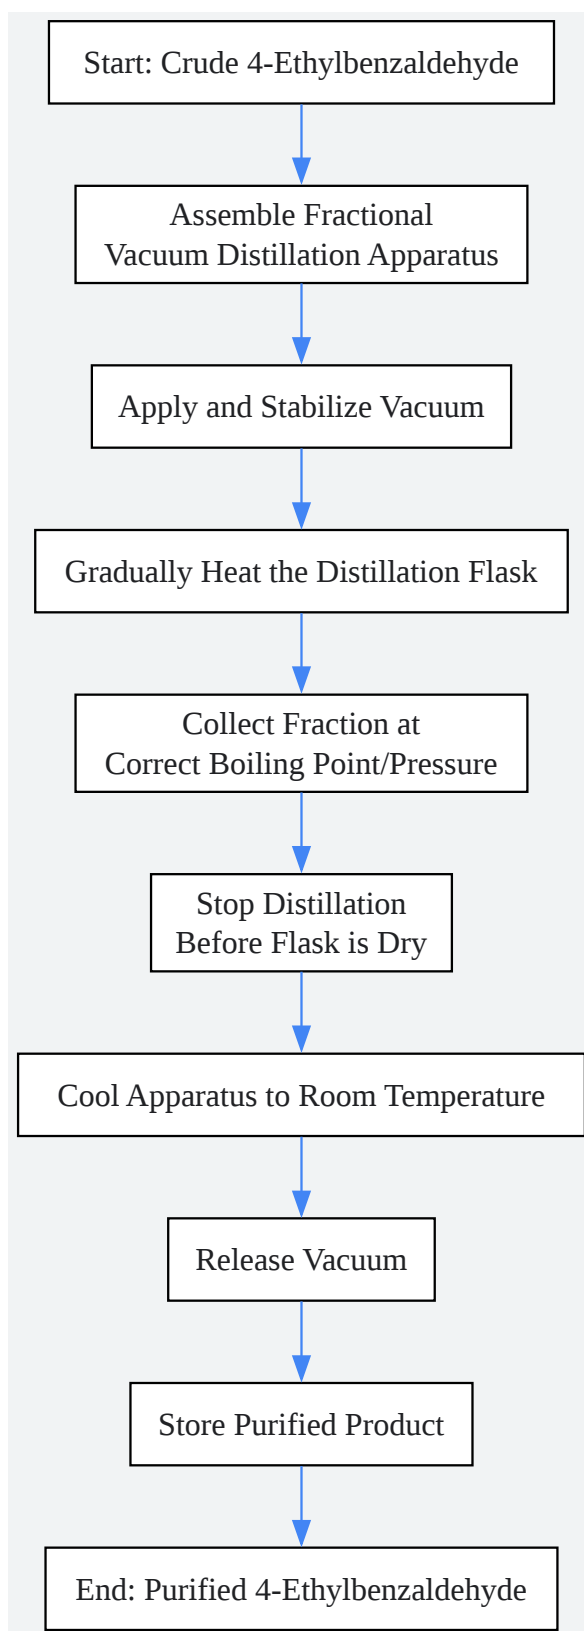 Start: Crude 4-Ethylbenzaldehyde
Assemble Fractional
Vacuum Distillation Apparatus
Apply and Stabilize Vacuum
Gradually Heat the Distillation Flask
Collect Fraction at
Correct Boiling Point/Pressure
Stop Distillation
Before Flask is Dry
Cool Apparatus to Room Temperature
Release Vacuum
Store Purified Product
End: Purified 4-Ethylbenzaldehyde